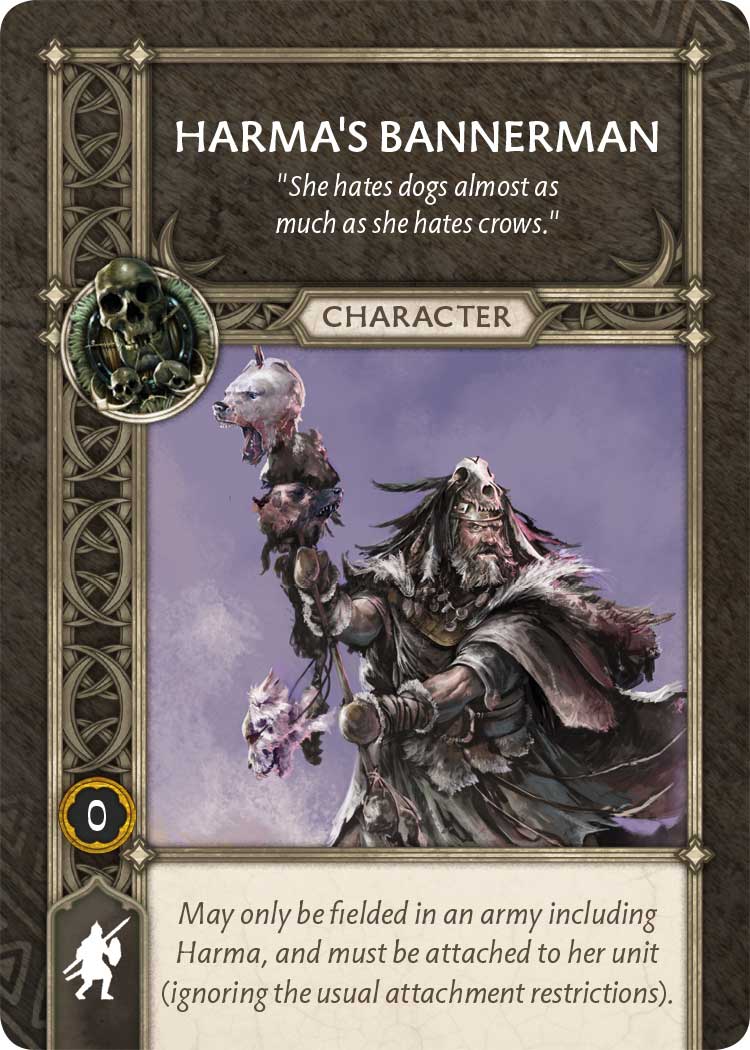 HARMA'S BANNERMAN
"She hates dogs almost as
much as she hates crows."
CHARACTER
0
May only be fielded in an army including
Harma, and must be attached to her unit
(ignoring the usual attachment restrictions).